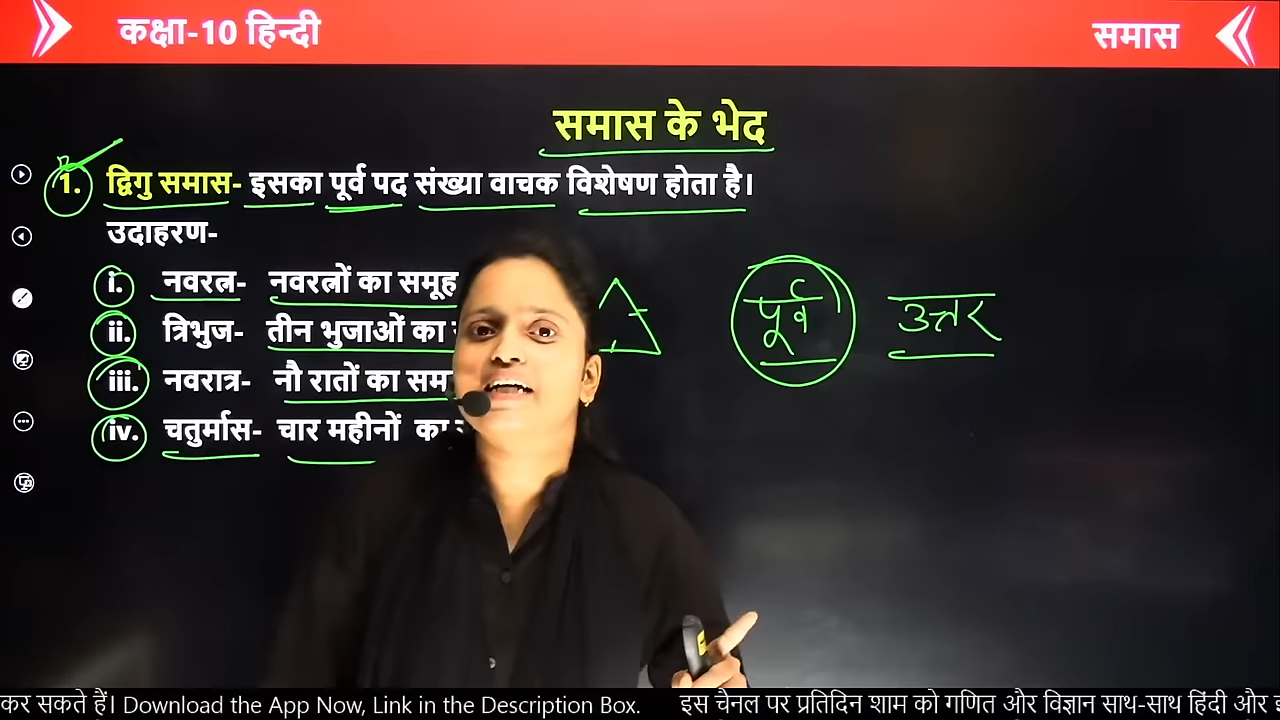 कक्षा-10 हिन्दी
समास
समास के भेद
1. द्विगु समास- इसका पूर्व पद संख्या वाचक विशेषण होता है।
उदाहरण-
i. नवरत्न- नवरत्नों का समूह
ii. त्रिभुज- तीन भुजाओं का
iii. नवरात्र- नौ रातों का
iv. चतुर्मास- चार महीनों का
पूर्व उत्तर
कर सकते हैं। Download the App Now, Link in the Description Box. इस चैनल पर प्रतिदिन शाम को गणित और विज्ञान साथ-साथ हिंदी और